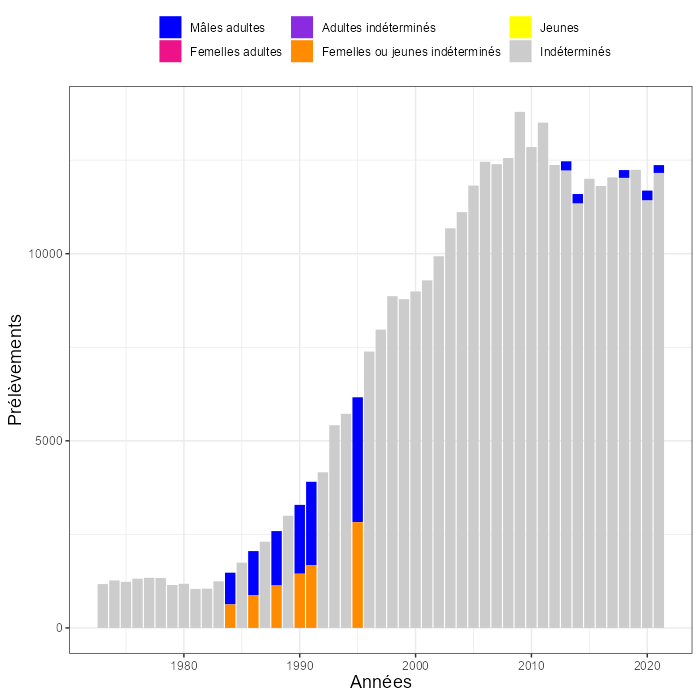 Mâles adultes Adultes indéterminés Jeunes
Femelles adultes Femelles ou jeunes indéterminés Indéterminés
Prélèvements
10000
5000
0
1980 1990 2000 2010 2020
Années